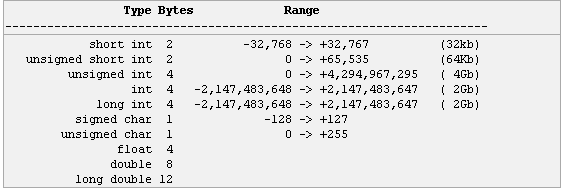 Type Bytes Range
---------------------------------------------------------------------
short int 2 -32,768 -> +32,767 (32kb)
unsigned short int 2 0 -> +65,535 (64Kb)
unsigned int 4 0 -> +4,294,967,295 ( 4Gb)
int 4 -2,147,483,648 -> +2,147,483,647 ( 2Gb)
long int 4 -2,147,483,648 -> +2,147,483,647 ( 2Gb)
signed char 1 -128 -> +127
unsigned char 1 0 -> +255
float 4
double 8
long double 12